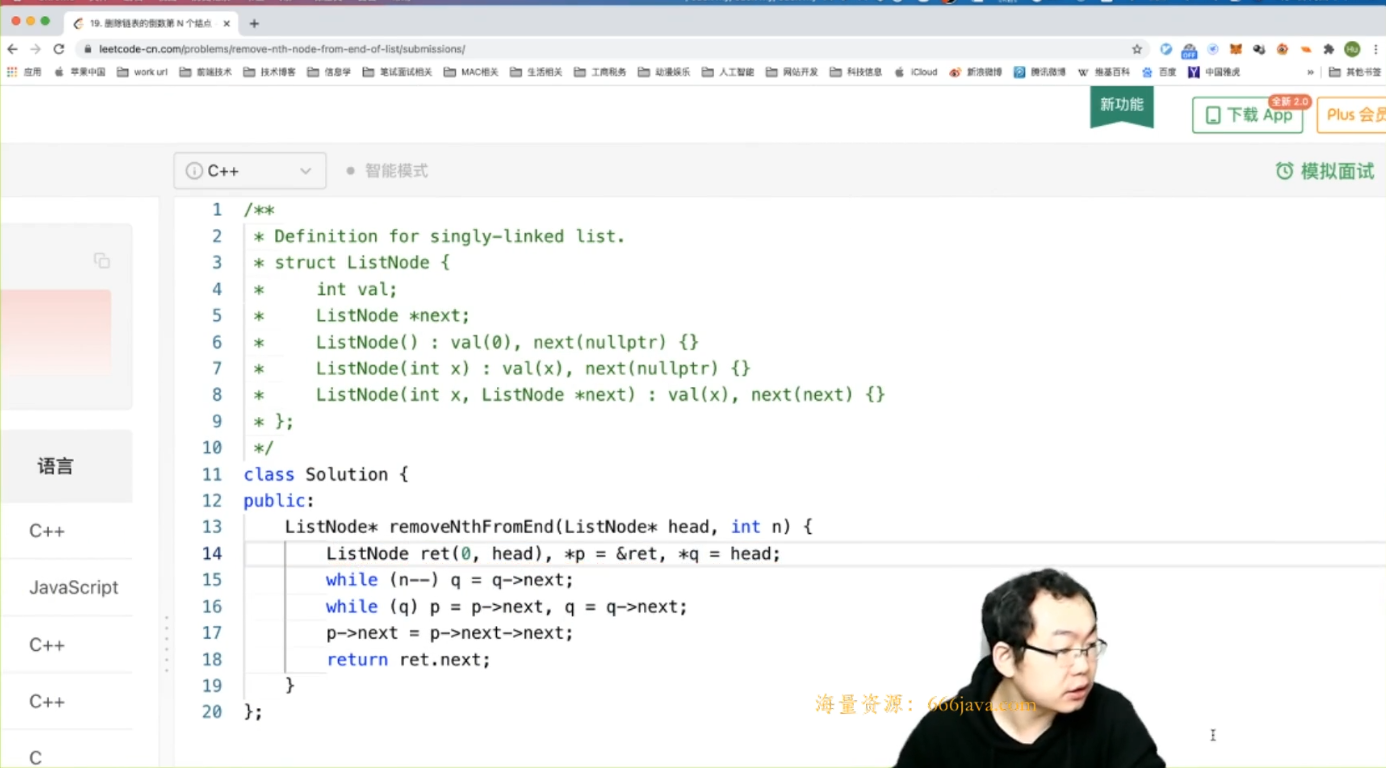 19. 删除链表的倒数第 N 个结点
leetcode-cn.com/problems/remove-nth-node-from-end-of-list/submissions/
应用 苹果中国 work url 前端技术 技术博客 信息学 笔试面试相关 MAC相关 生活相关 工商税务 动漫娱乐 人工智能 网站开发 科技信息 iCloud 新浪微博 腾讯微博 维基百科 百度 中国雅虎 » 其他书签
新功能
下载 App
全新 2.0
Plus 会员
C++
智能模式
模拟面试
1 /**
2 * Definition for singly-linked list.
3 * struct ListNode {
4 * int val;
5 * ListNode *next;
6 * ListNode() : val(0), next(nullptr) {}
7 * ListNode(int x) : val(x), next(nullptr) {}
8 * ListNode(int x, ListNode *next) : val(x), next(next) {}
9 * };
10 */
11 class Solution {
12 public:
13 ListNode* removeNthFromEnd(ListNode* head, int n) {
14 ListNode ret(0, head), *p = &ret, *q = head;
15 while (n--) q = q->next;
16 while (q) p = p->next, q = q->next;
17 p->next = p->next->next;
18 return ret.next;
19 }
20 };
语言
C++
JavaScript
C++
C++
C
海量资源：666java.com